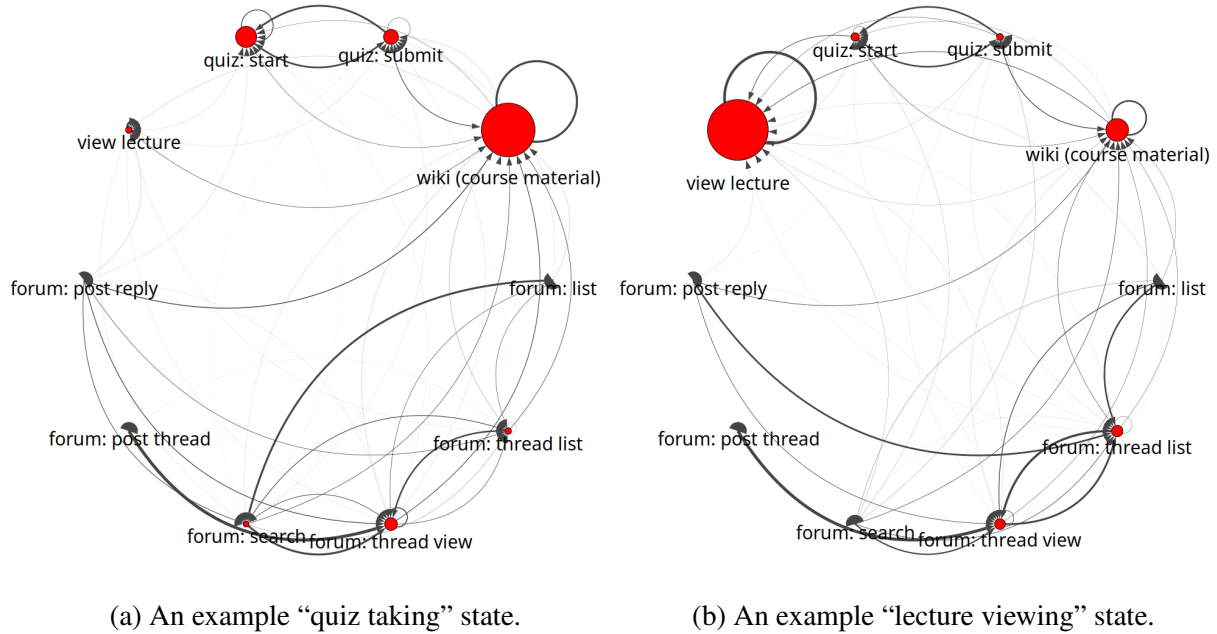 quiz: start
quiz: submit
view lecture
wiki (course material)
forum: post reply
forum: list
forum: post thread
forum: thread list
forum: search
forum: thread view
(a) An example “quiz taking” state.
quiz: start
quiz: submit
view lecture
wiki (course material)
forum: post reply
forum: list
forum: post thread
forum: thread list
forum: search
forum: thread view
(b) An example “lecture viewing” state.